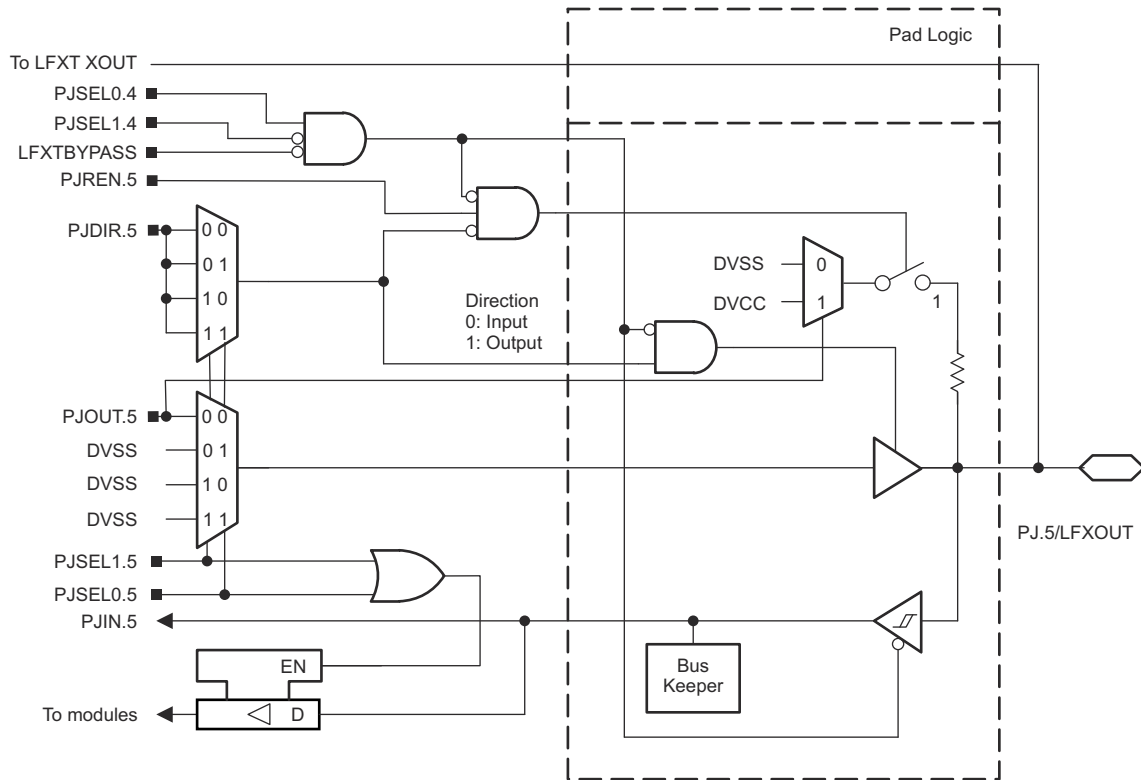 Pad Logic
To LFXT XOUT
PJSEL0.4
PJSEL1.4
LFXTBYPASS
PJREN.5
PJDIR.5
0 0
0 1
1 0
1 1
DVSS
0
DVCC
1
1
Direction
0: Input
1: Output
PJOUT.5
0 0
DVSS
0 1
DVSS
1 0
DVSS
1 1
PJ.5/LFXOUT
PJSEL1.5
PJSEL0.5
PJIN.5
EN
Bus
Keeper
To modules
D